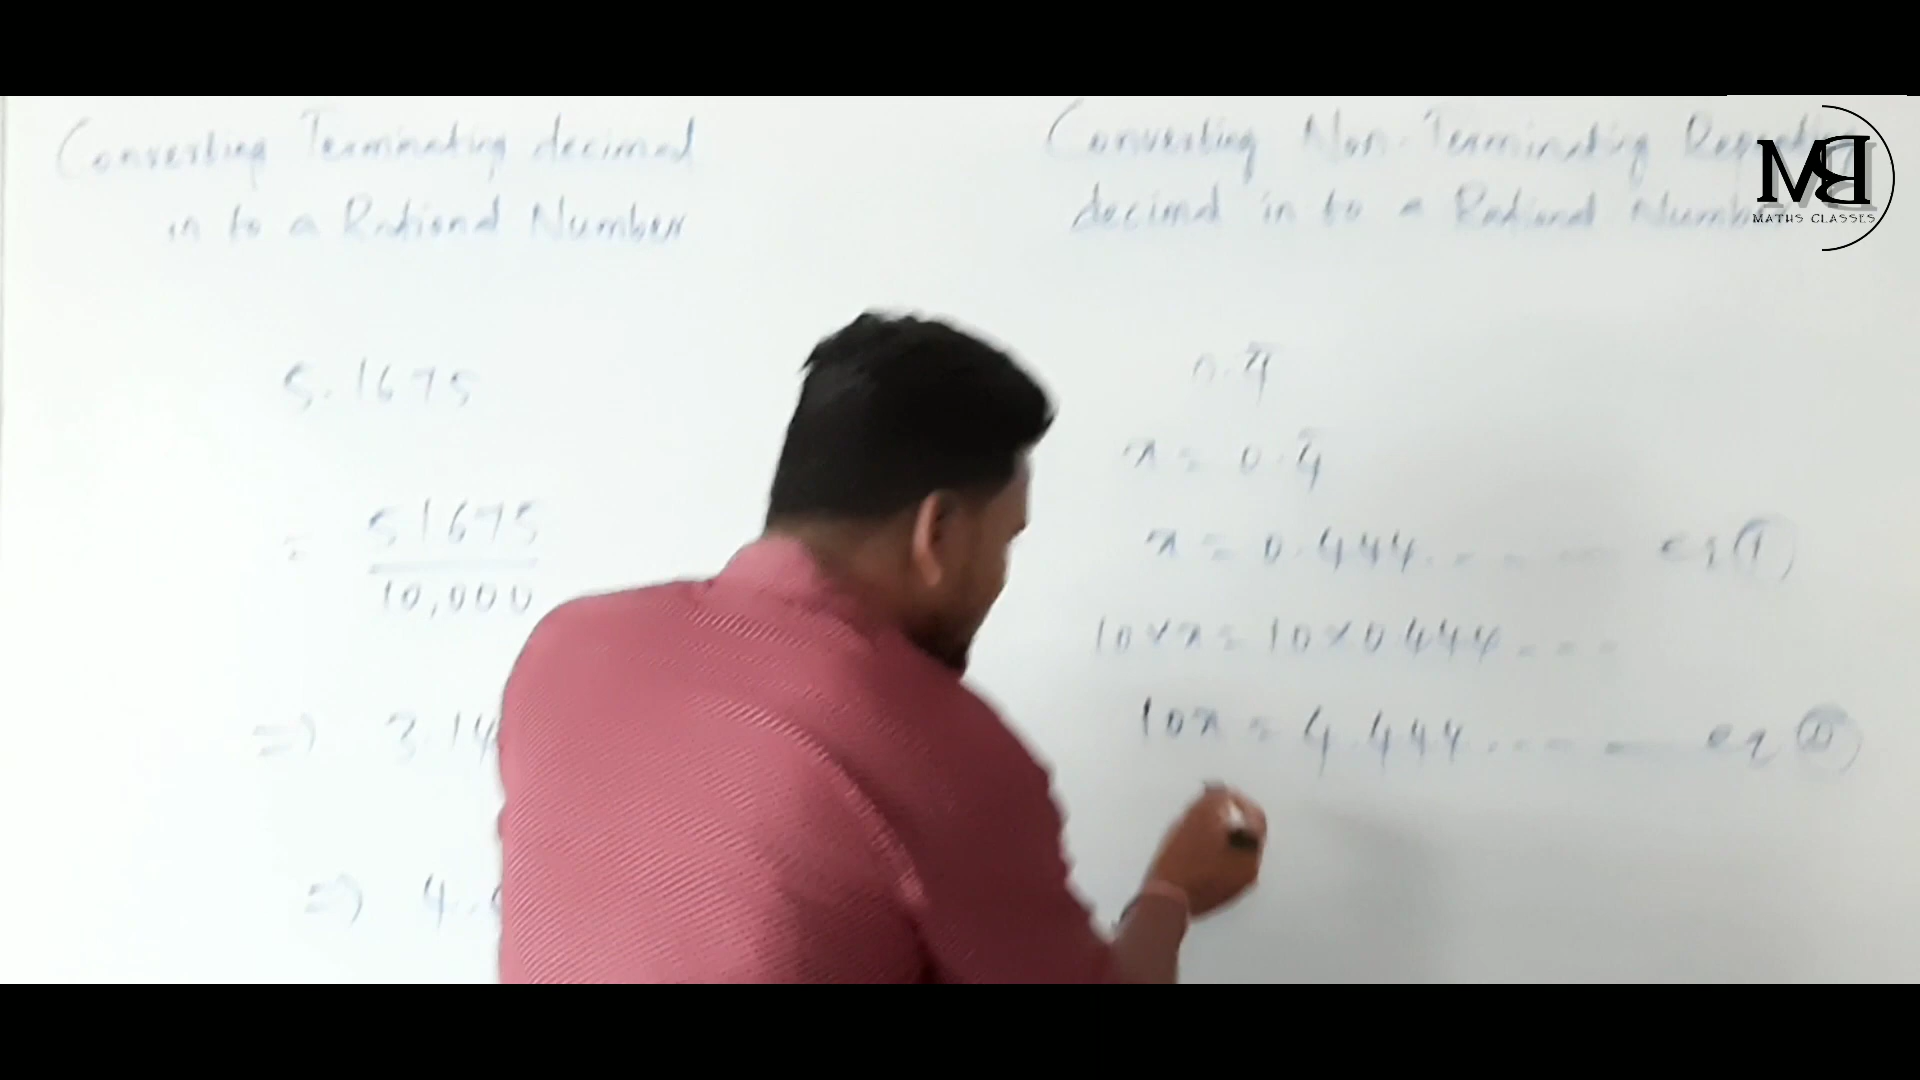 Converting Terminating decimal
in to a Rational Number
5.1675
= 51675
10,000
=) 3.14
=) 4.
Converting Non-Terminating Repeating
decimal in to a Rational Number
0.4̅
x = 0.4̅
x = 0.444. - - - eq (I)
10×x = 10×0.444 - - -
10x = 4.444. - - - — eq (II)
MB
MATHS CLASSES